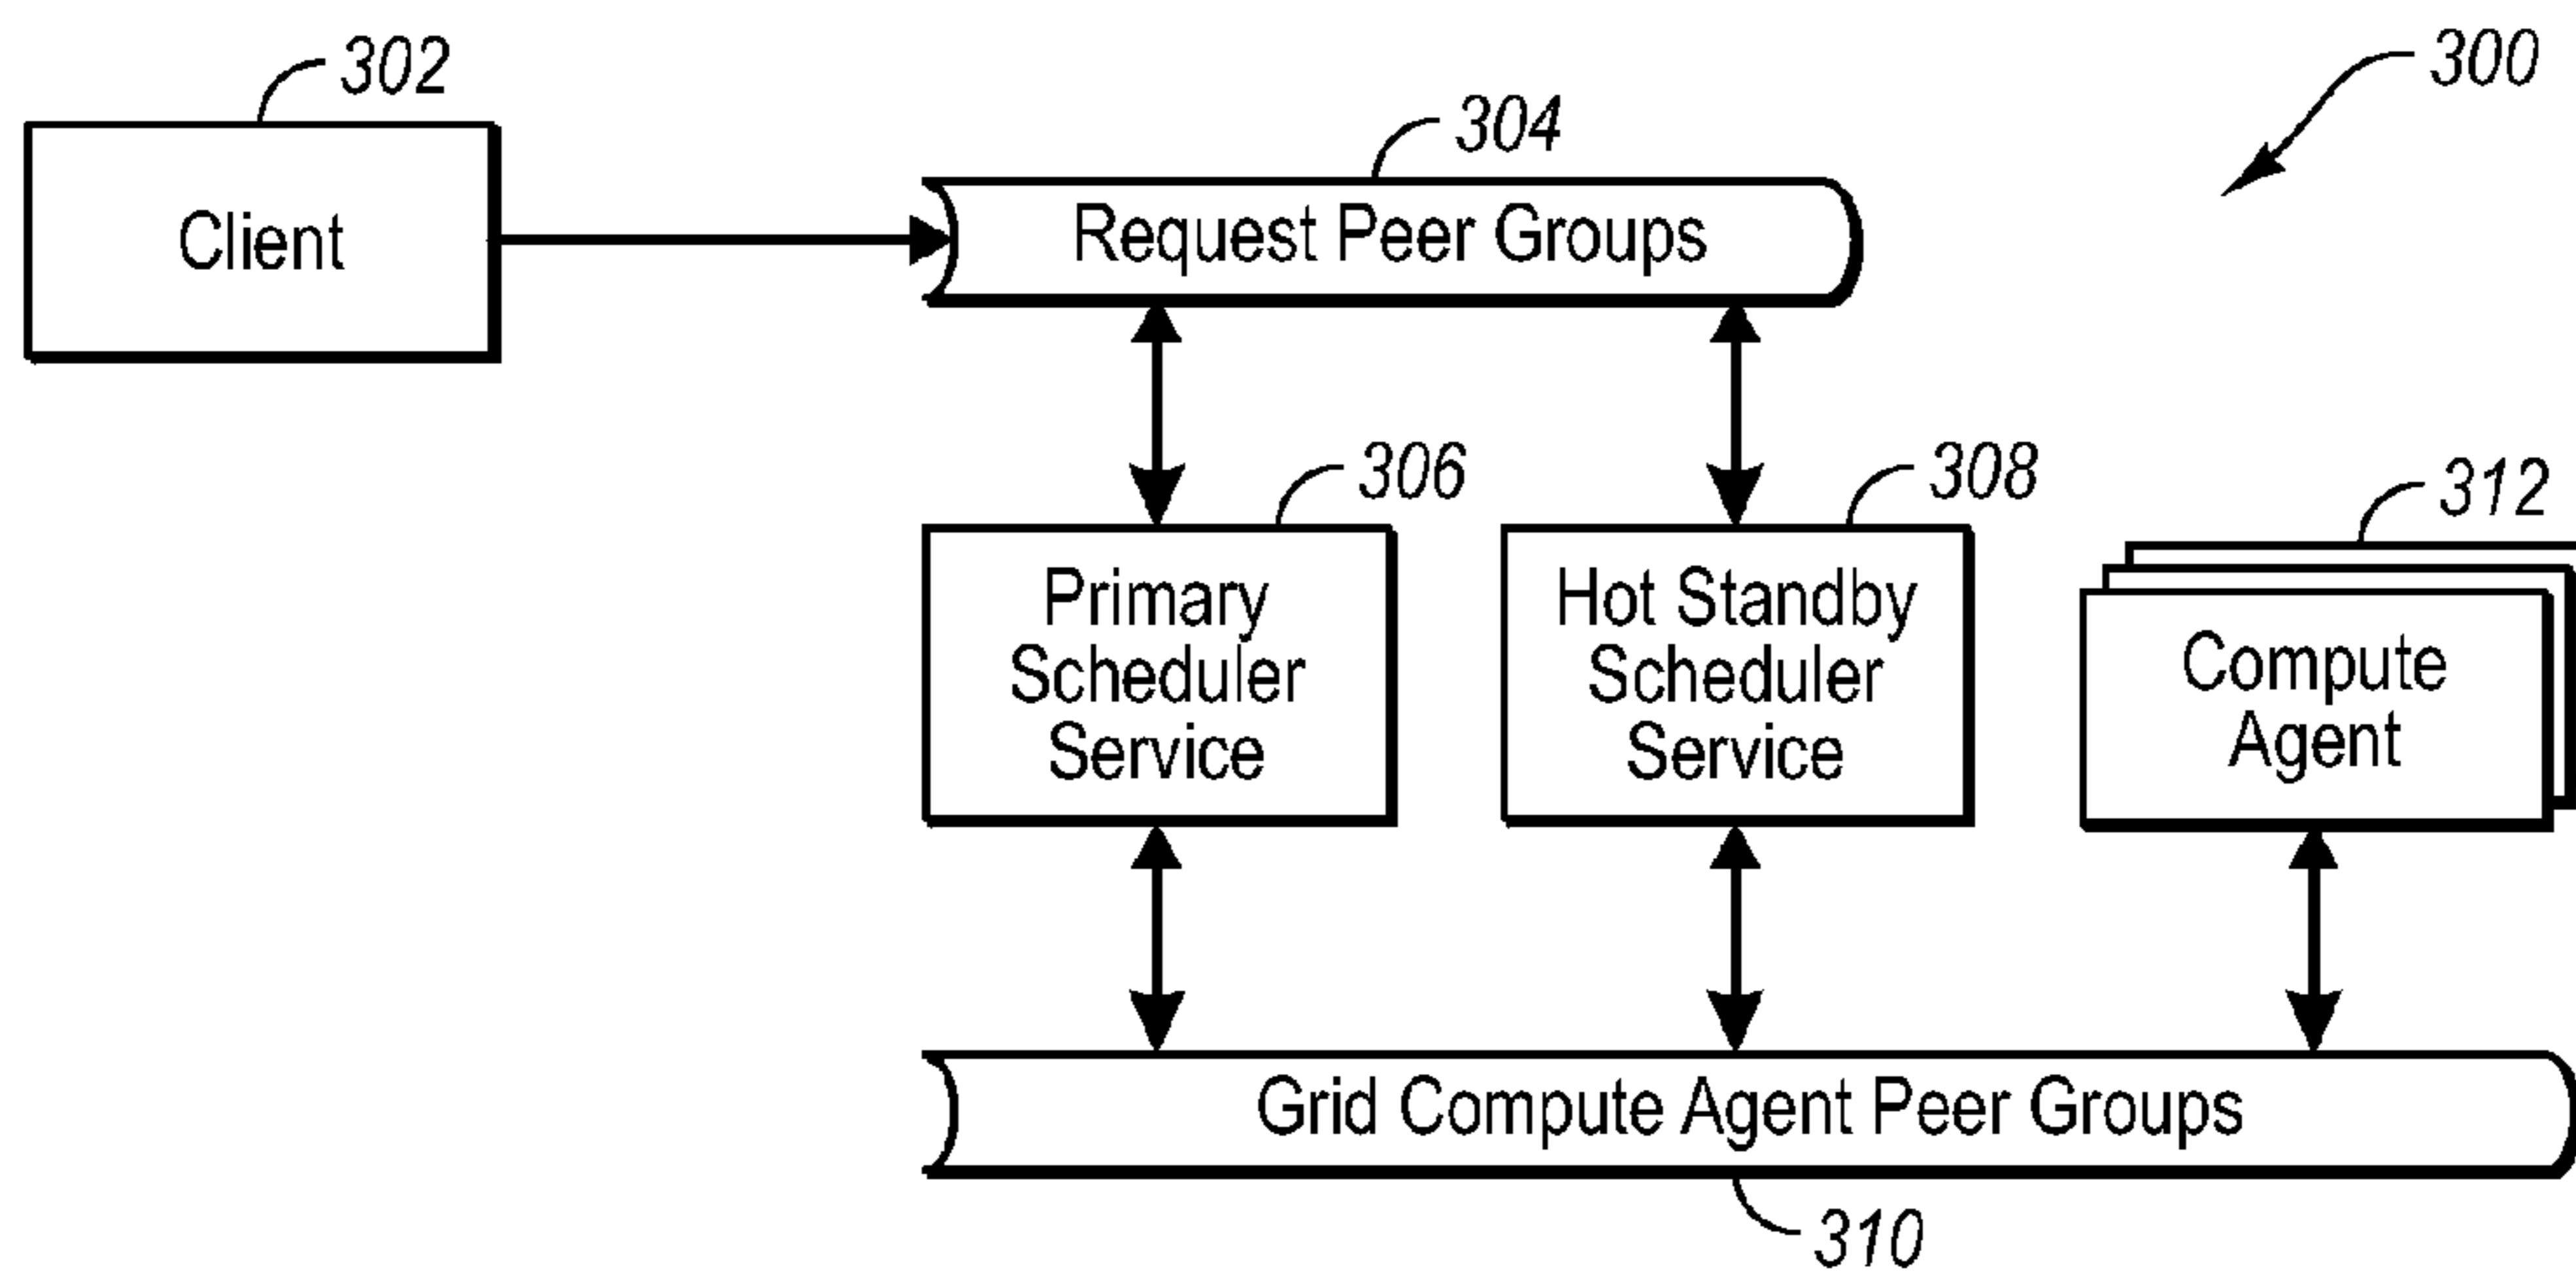 302
304
300
Client
Request Peer Groups
306
308
312
Primary
Scheduler
Service
Hot Standby
Scheduler
Service
Compute
Agent
Grid Compute Agent Peer Groups
310